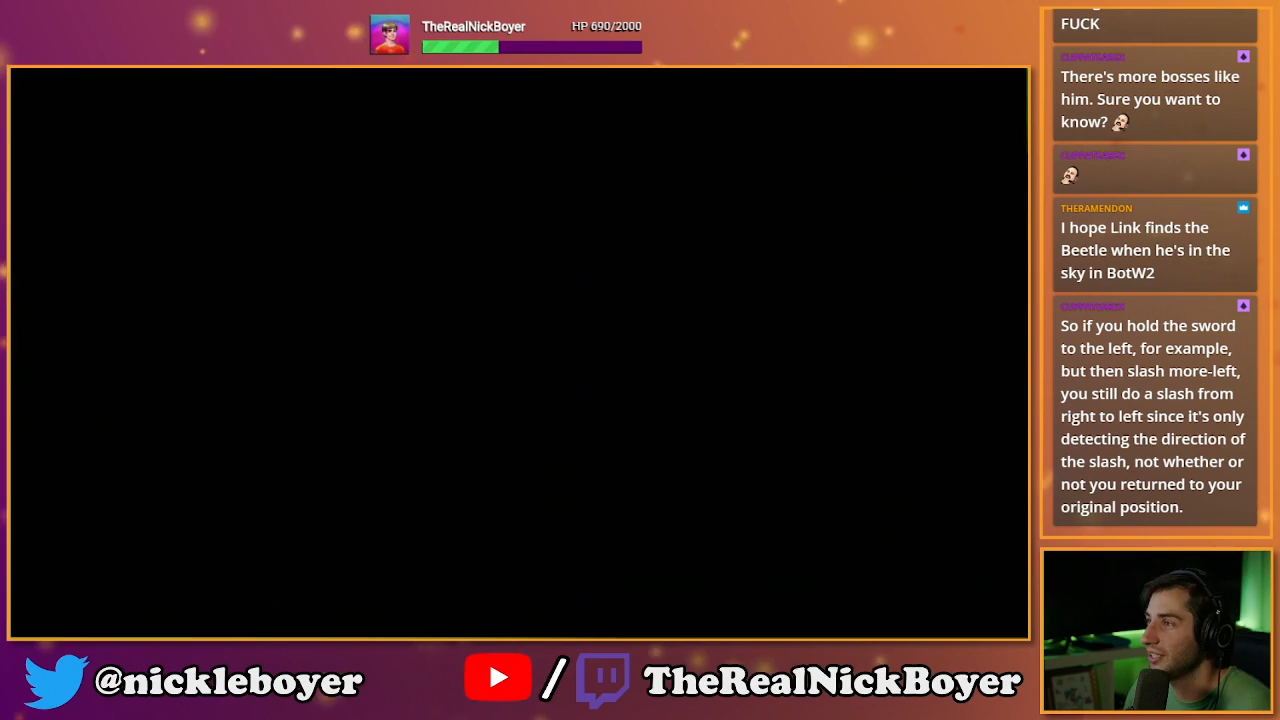 TheRealNickBoyer
HP 690/2000
FUCK
There's more bosses like
him. Sure you want to
know?
THERAMENDON
I hope Link finds the
Beetle when he's in the
sky in BotW2
So if you hold the sword
to the left, for example,
but then slash more-left,
you still do a slash from
right to left since it's only
detecting the direction of
the slash, not whether or
not you returned to your
original position.
@nickleboyer
/
TheRealNickBoyer